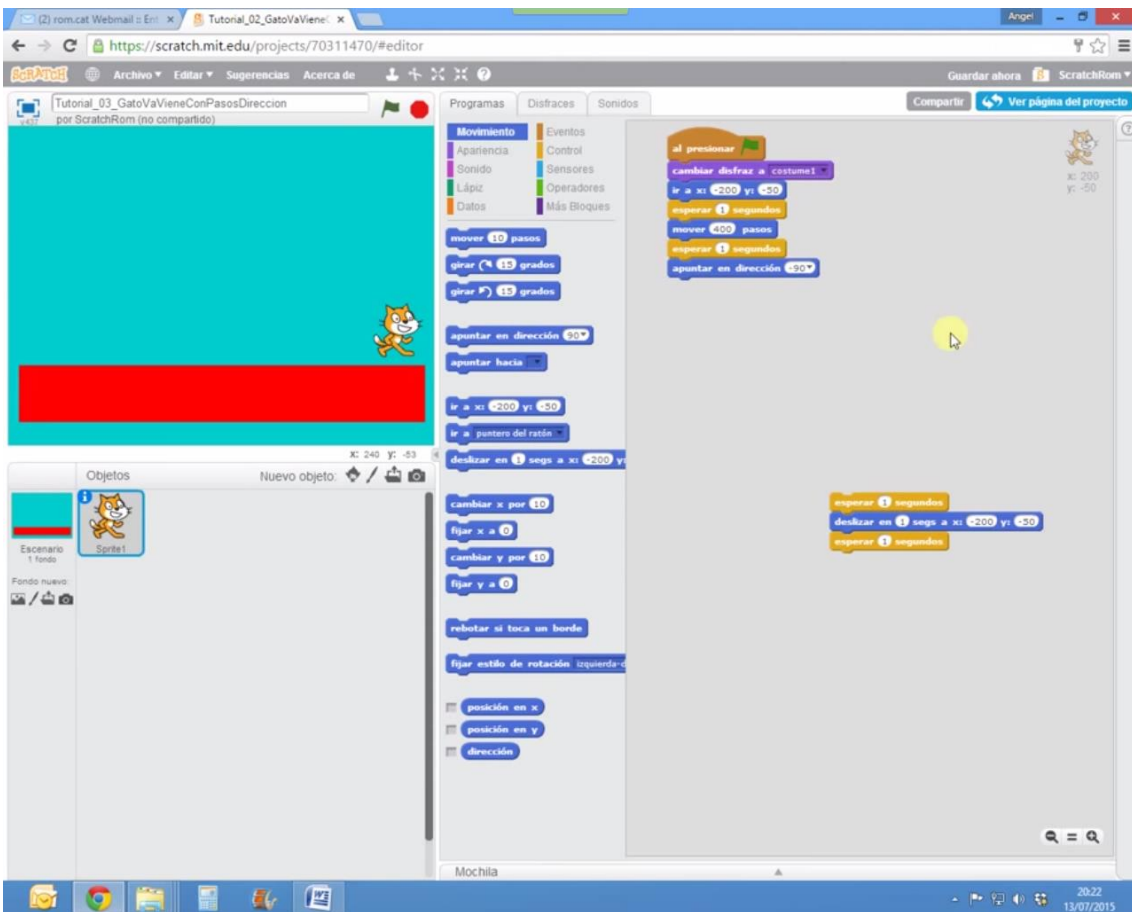 (2) rom.cat Webmail :: Ent
Tutorial_02_GatoVaViene
Angel
https://scratch.mit.edu/projects/70311470/#editor
SCRATCH
Archivo
Editar
Sugerencias
Acerca de
Guardar ahora
ScratchRom
Tutorial_03_GatoVaVieneConPasosDireccion
por ScratchRom (no compartido)
v437
Programas
Disfraces
Sonidos
Compartir
Ver página del proyecto
Movimiento
Apariencia
Sonido
Lápiz
Datos
Eventos
Control
Sensores
Operadores
Más Bloques
mover 10 pasos
girar 15 grados
girar 15 grados
apuntar en dirección 90
apuntar hacia
ir a x: -200 y: -50
ir a puntero del ratón
deslizar en 1 segs a x: -200 y:
cambiar x por 10
fijar x a 0
cambiar y por 10
fijar y a 0
rebotar si toca un borde
fijar estilo de rotación izquierda-d
posición en x
posición en y
dirección
al presionar
cambiar disfraz a costume1
ir a x: -200 y: -50
esperar 1 segundos
mover 400 pasos
esperar 1 segundos
apuntar en dirección -90
x: 200
y: -50
esperar 1 segundos
deslizar en 1 segs a x: -200 y: -50
esperar 1 segundos
X: 240 y: -53
Objetos
Nuevo objeto:
Sprite1
Escenario
1 fondo
Fondo nuevo:
Mochila
20:22
13/07/2015